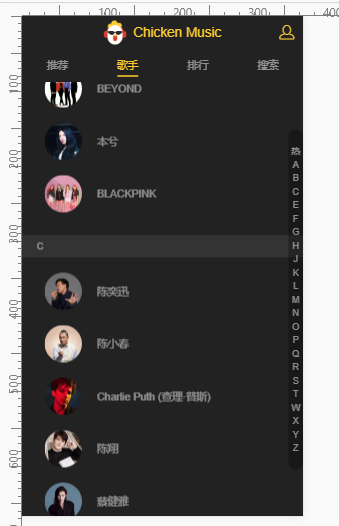 100
200
300
400
Chicken Music
推荐
歌手
排行
搜索
BEYOND
本兮
BLACKPINK
C
陈奕迅
陈小春
Charlie Puth (查理·普斯)
陈翔
蔡健雅
热
A
B
C
E
F
G
H
J
K
L
M
N
O
P
Q
R
S
T
W
X
Y
Z
100
200
300
400
500
600